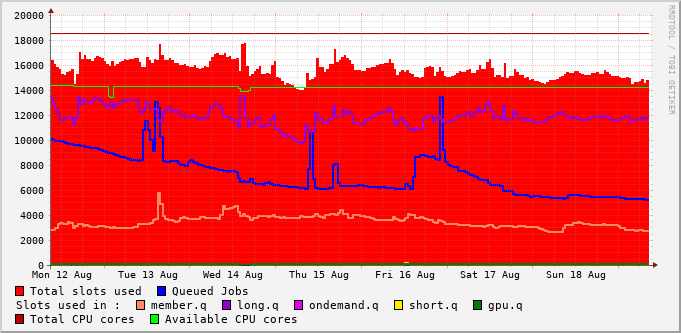 RRDTOOL / TOBI OETIKER
20000
18000
16000
14000
12000
10000
8000
6000
4000
2000
0
Mon 12 Aug Tue 13 Aug Wed 14 Aug Thu 15 Aug Fri 16 Aug Sat 17 Aug Sun 18 Aug
Total slots used Queued Jobs
Slots used in : member.q long.q ondemand.q short.q gpu.q
Total CPU cores Available CPU cores